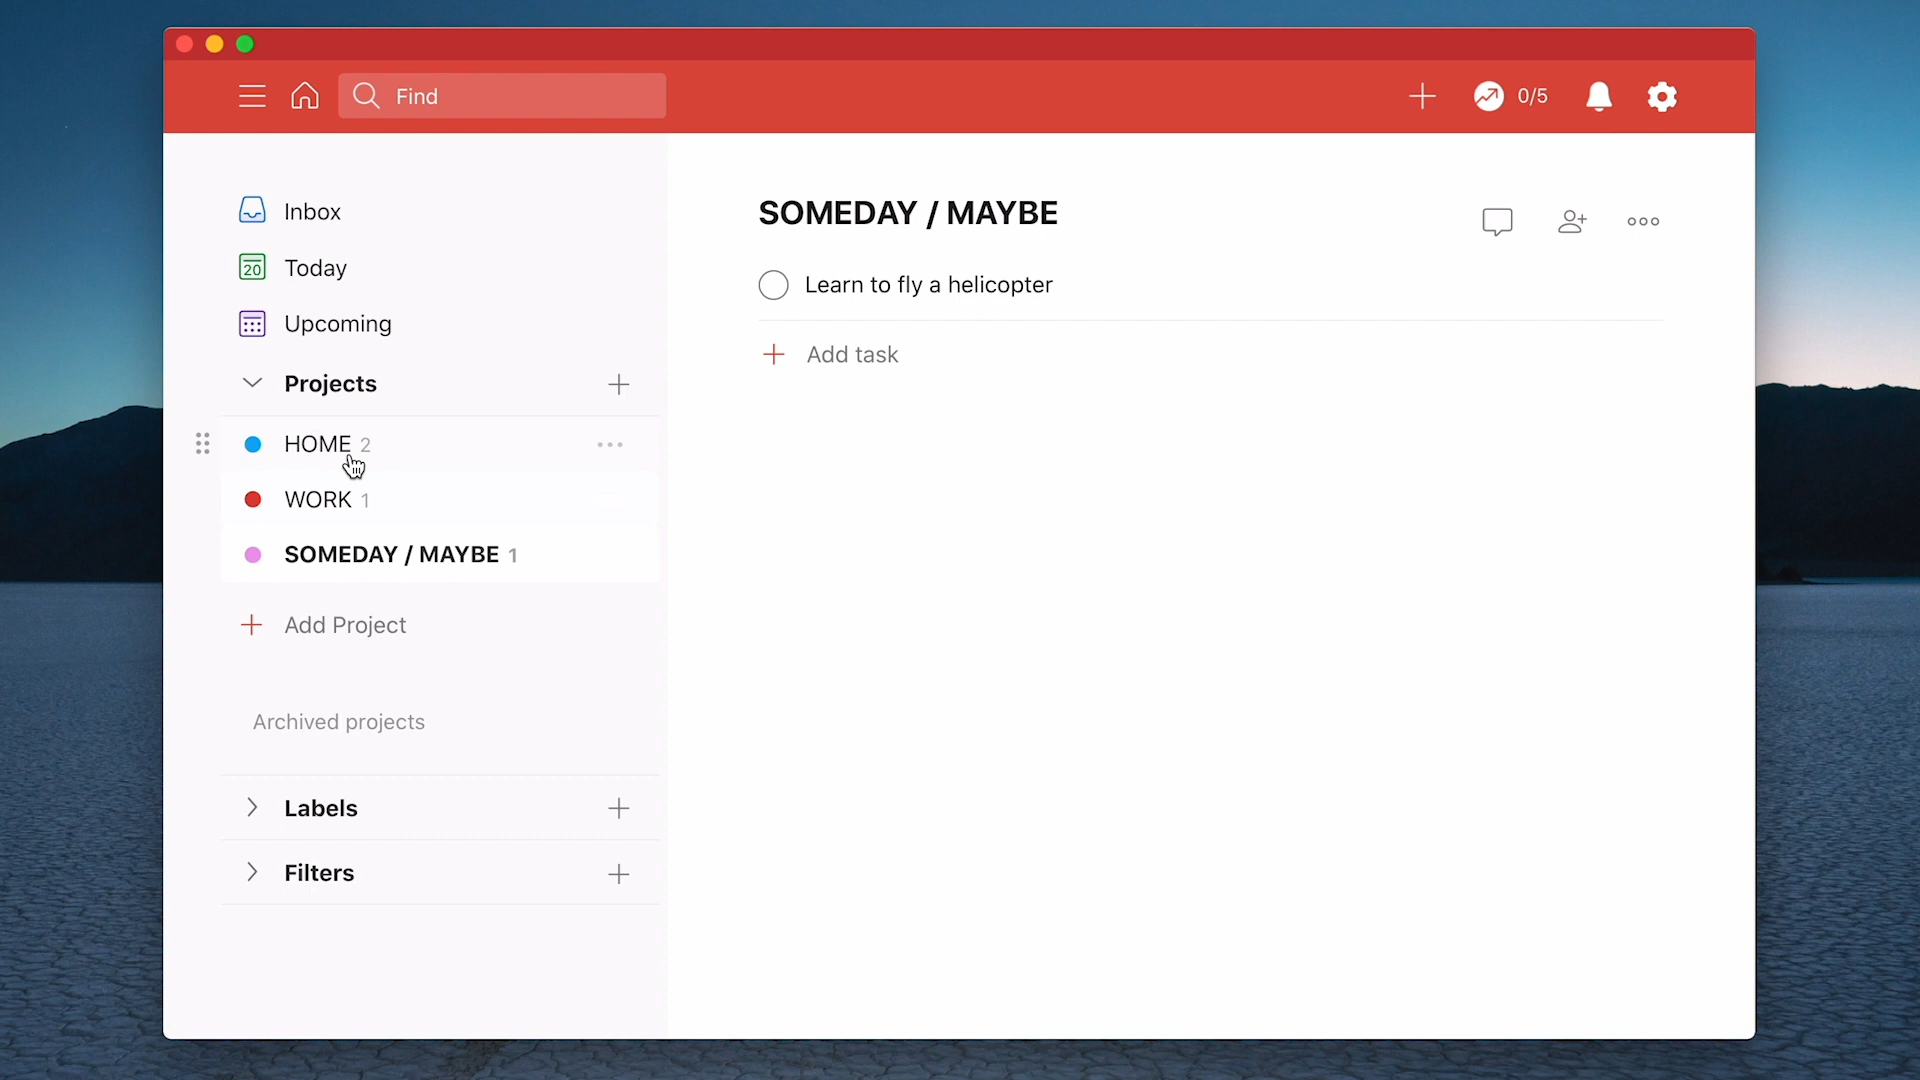 Find
0/5
Inbox
20
Today
Upcoming
Projects
HOME 2
WORK 1
SOMEDAY / MAYBE 1
Add Project
Archived projects
Labels
Filters
SOMEDAY / MAYBE
Learn to fly a helicopter
Add task